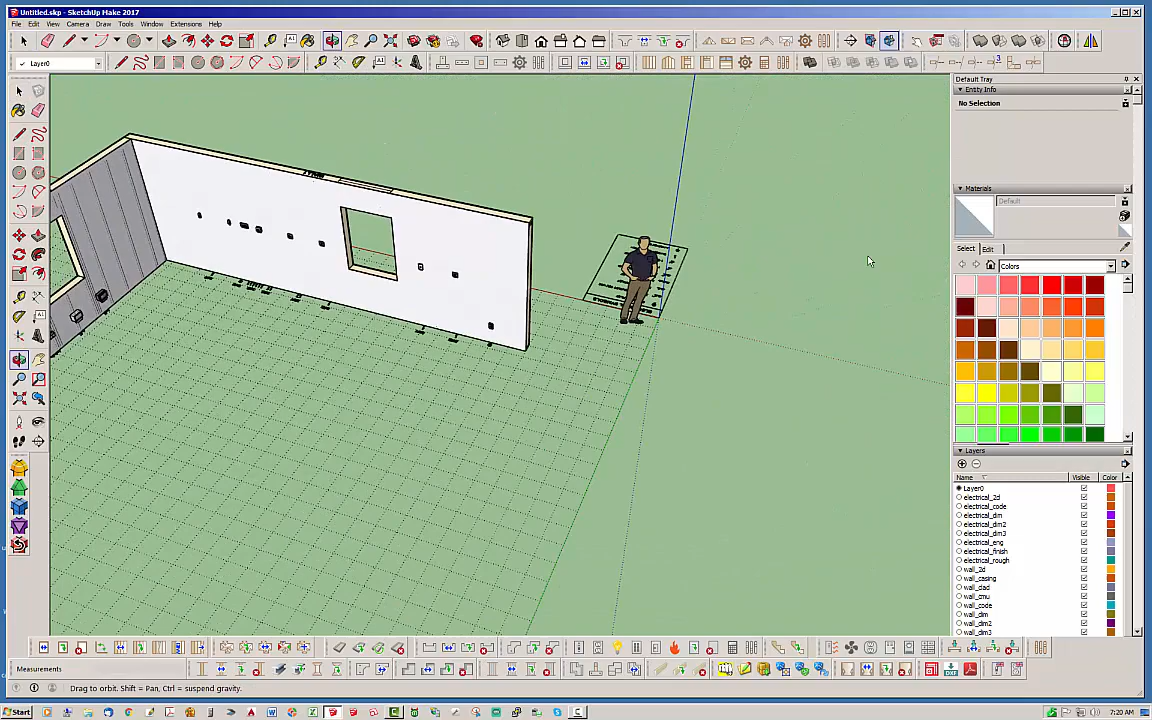 Untitled.skp - SketchUp Make 2017
File Edit View Camera Draw Tools Window Extensions Help
Layer0
Default Tray
Entity Info
No Selection
Materials
Default
Select Edit
Colors
Layers
Name Visible Color
Layer0
electrical_2d
electrical_code
electrical_dim
electrical_dim2
electrical_dim3
electrical_eng
electrical_finish
electrical_rough
wall_2d
wall_casing
wall_clad
wall_cmu
wall_code
wall_dim
wall_dim2
wall_dim3
DXF
Measurements
Drag to orbit. Shift = Pan, Ctrl = suspend gravity.
Start
7:20 AM